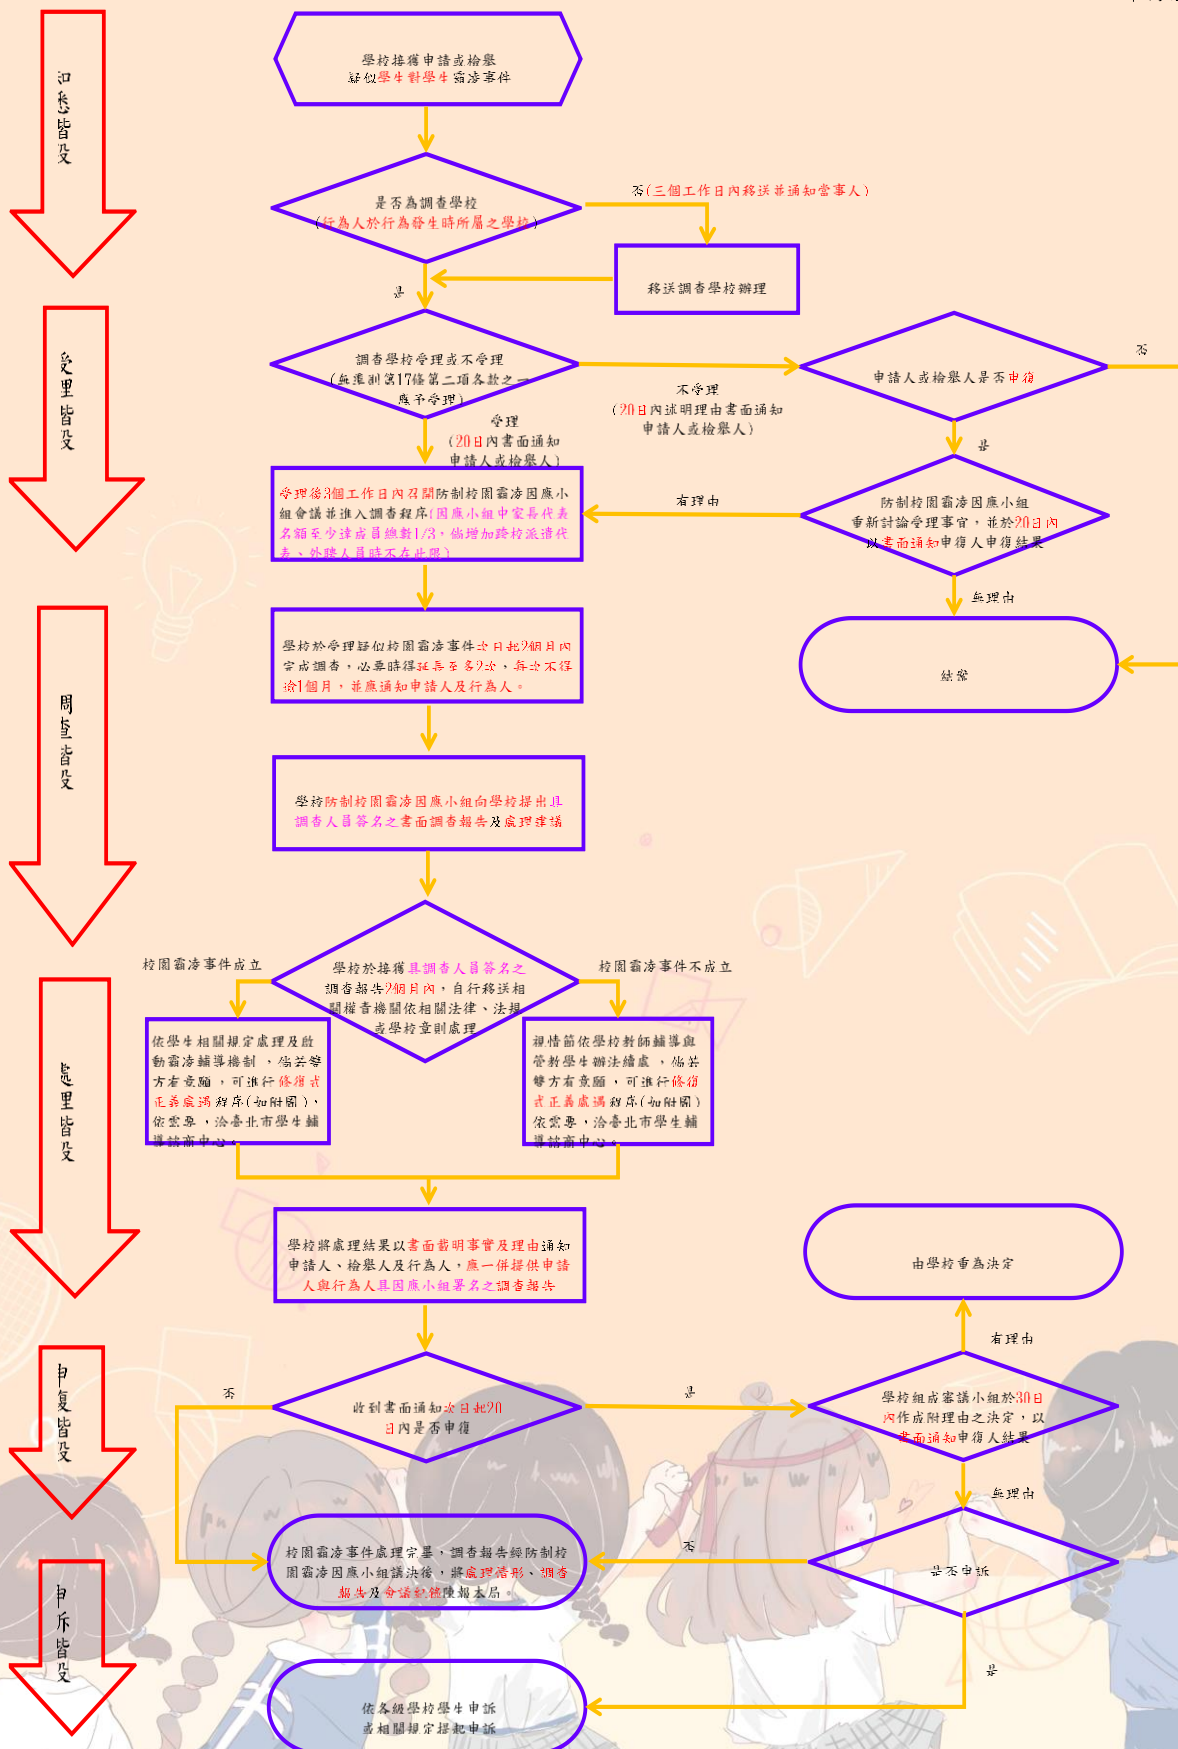 知悉階段
學校接獲申請或檢舉
疑似學生對學生霸凌事件
是否為調查學校
(行為人於行為發生時所屬之學校)
否(三個工作日內移送並通知當事人)
移送調查學校辦理
是
受理階段
調查學校受理或不受理
(無準則第17條第二項各款之一
應予受理)
不受理
(20日內述明理由書面通知
申請人或檢舉人)
申請人或檢舉人是否申復
否
受理
(20日內書面通知
申請人或檢舉人)
是
受理後3個工作日內召開防制校園霸凌因應小
組會議並進入調查程序(因應小組中家長代表
名額至少達成員總數1/3，倘增加跨校派遣代
表、外聘人員時不在此限)
有理由
防制校園霸凌因應小組
重新討論受理事宜，並於20日內
以書面通知申復人申復結果
無理由
結案
調查階段
學校於受理疑似校園霸凌事件次日起2個月內
完成調查，必要時得延長至多2次，每次不得
逾1個月，並應通知申請人及行為人。
學校防制校園霸凌因應小組向學校提出具
調查人員簽名之書面調查報告及處理建議
處理階段
校園霸凌事件成立
學校於接獲具調查人員簽名之
調查報告2個月內，自行移送相
關權責機關依相關法律、法規
或學校章則處理
校園霸凌事件不成立
依學生相關規定處理及啟
動霸凌輔導機制，倘若雙
方有意願，可進行修復式
正義處遇程序(如附圖)，
依需要，洽臺北市學生輔
導諮商中心。
視情節依學校教師輔導與
管教學生辦法續處，倘若
雙方有意願，可進行修復
式正義處遇程序(如附圖)
依需要，洽臺北市學生輔
導諮商中心。
學校將處理結果以書面載明事實及理由通知
申請人、檢舉人及行為人，應一併提供申請
人與行為人具因應小組署名之調查報告
由學校重為決定
有理由
申復階段
否
收到書面通知次日起20
日內是否申復
是
學校組成審議小組於30日
內作成附理由之決定，以
書面通知申復人結果
無理由
申訴階段
校園霸凌事件處理完畢，調查報告經防制校
園霸凌因應小組議決後，將處理情形、調查
報告及會議紀錄陳報本局。
否
是否申訴
是
依各級學校學生申訴
或相關規定提起申訴